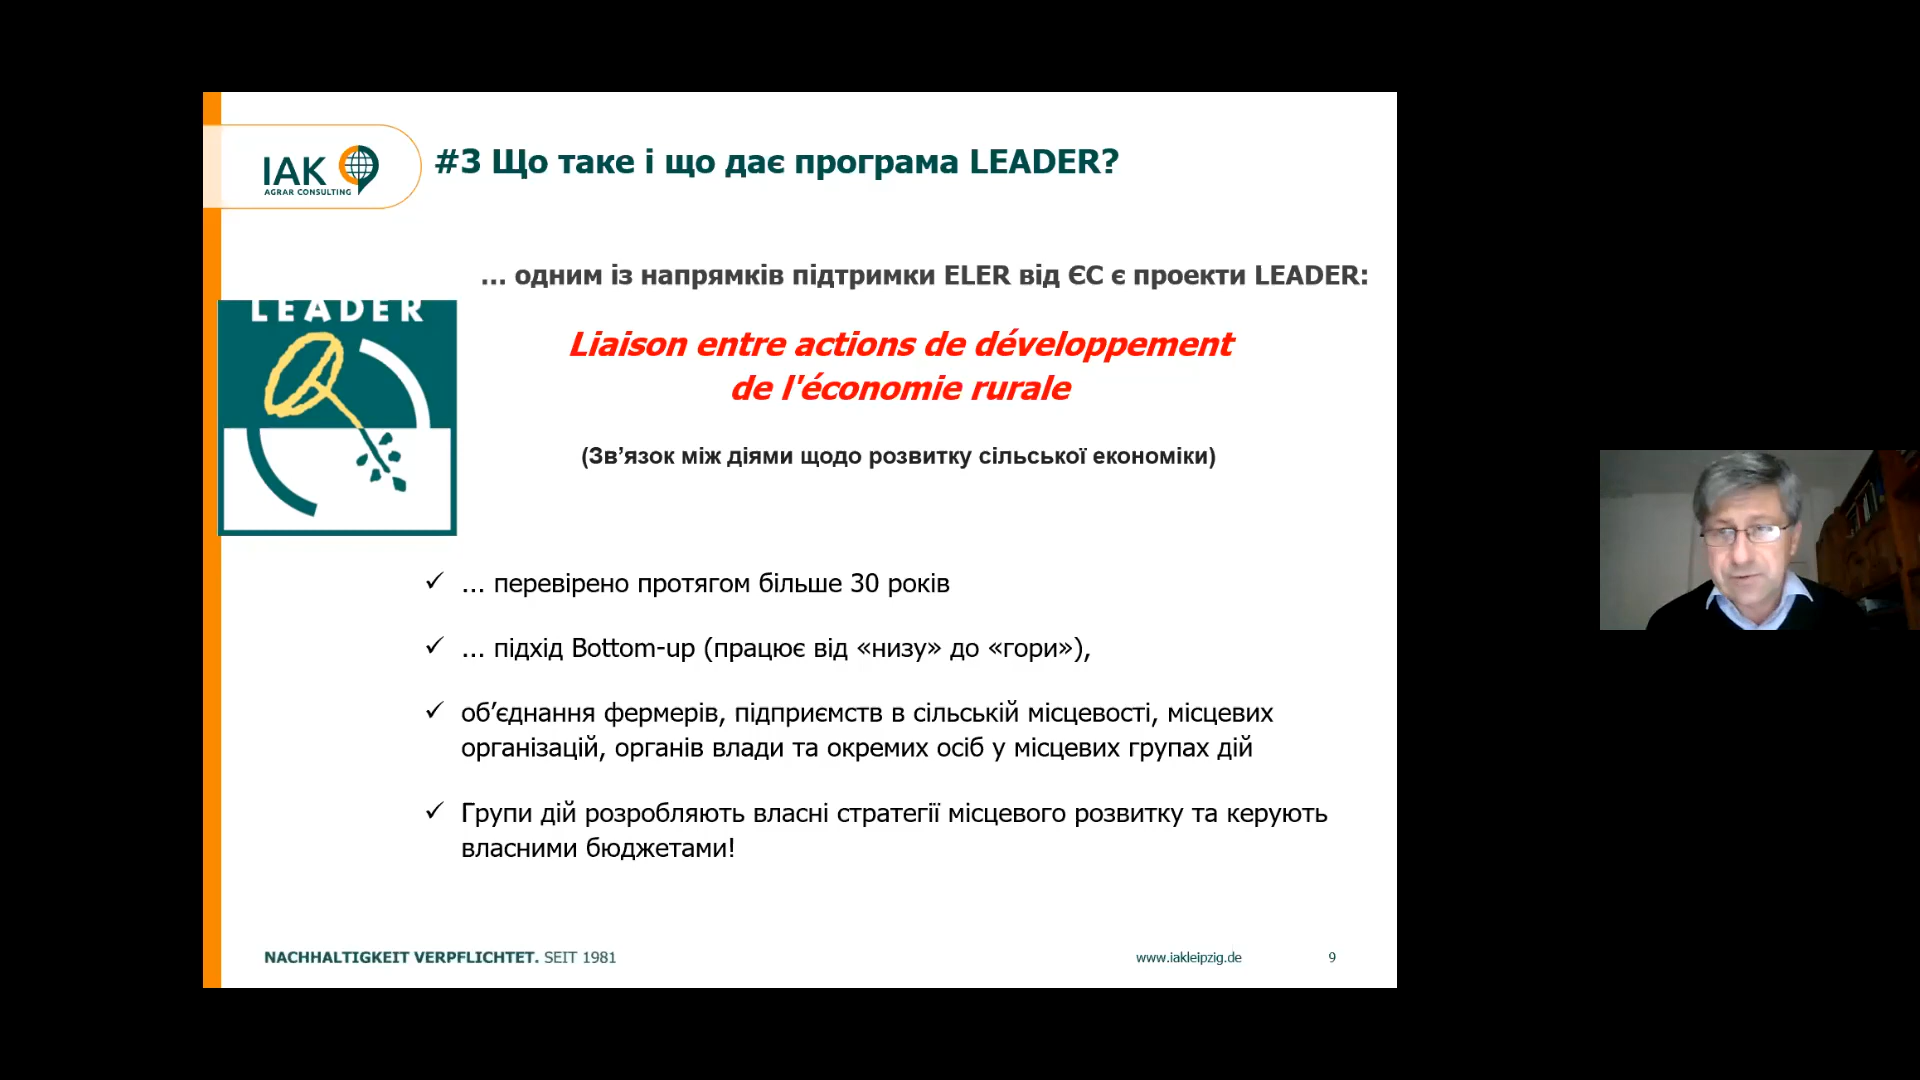 IAK
AGRAR CONSULTING
#3 Що таке і що дає програма LEADER?
... одним із напрямків підтримки ELER від ЄС є проекти LEADER:
LEADER
Liaison entre actions de développement
de l'économie rurale
(Зв’язок між діями щодо розвитку сільської економіки)
✓ ... перевірено протягом більше 30 років
✓ ... підхід Bottom-up (працює від «низу» до «гори»),
✓ об’єднання фермерів, підприємств в сільській місцевості, місцевих
організацій, органів влади та окремих осіб у місцевих групах дій
✓ Групи дій розробляють власні стратегії місцевого розвитку та керують
власними бюджетами!
NACHHALTIGKEIT VERPFLICHTET. SEIT 1981
www.iakleipzig.de
9